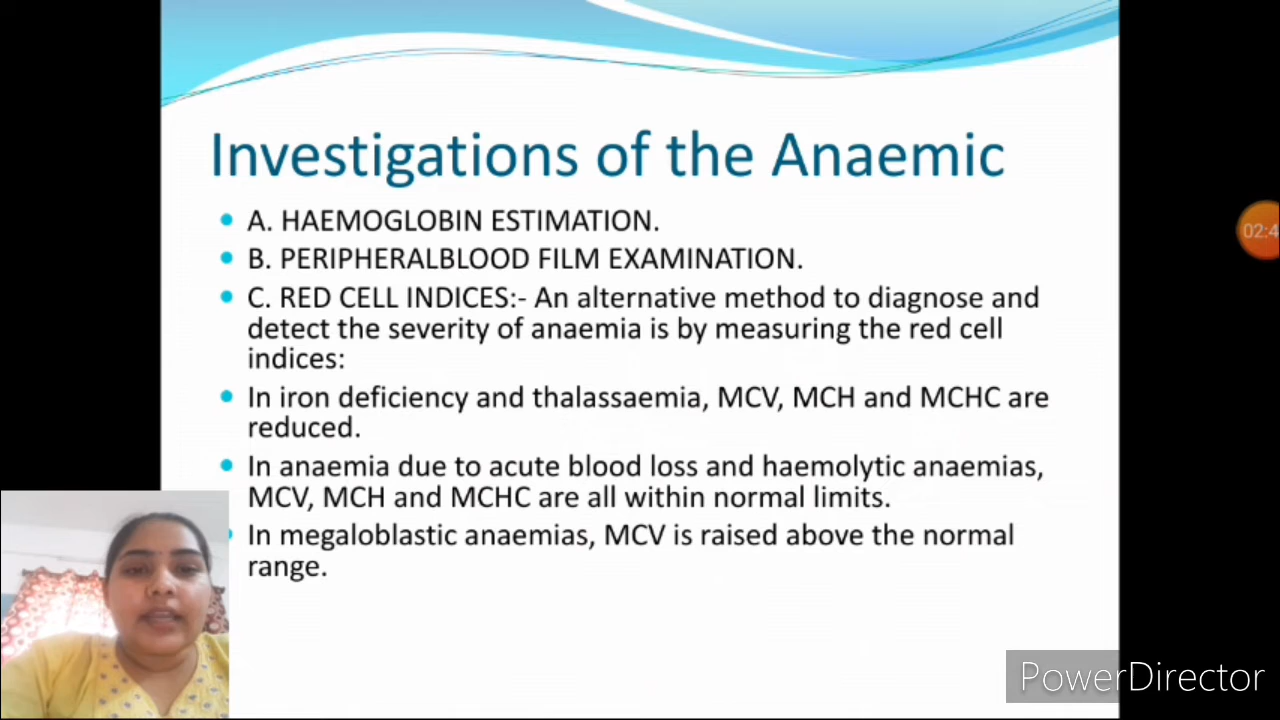 Investigations of the Anaemic
A. HAEMOGLOBIN ESTIMATION.
B. PERIPHERALBLOOD FILM EXAMINATION.
C. RED CELL INDICES:- An alternative method to diagnose and
detect the severity of anaemia is by measuring the red cell
indices:
In iron deficiency and thalassaemia, MCV, MCH and MCHC are
reduced.
In anaemia due to acute blood loss and haemolytic anaemias,
MCV, MCH and MCHC are all within normal limits.
In megaloblastic anaemias, MCV is raised above the normal
range.
02:4
PowerDirector